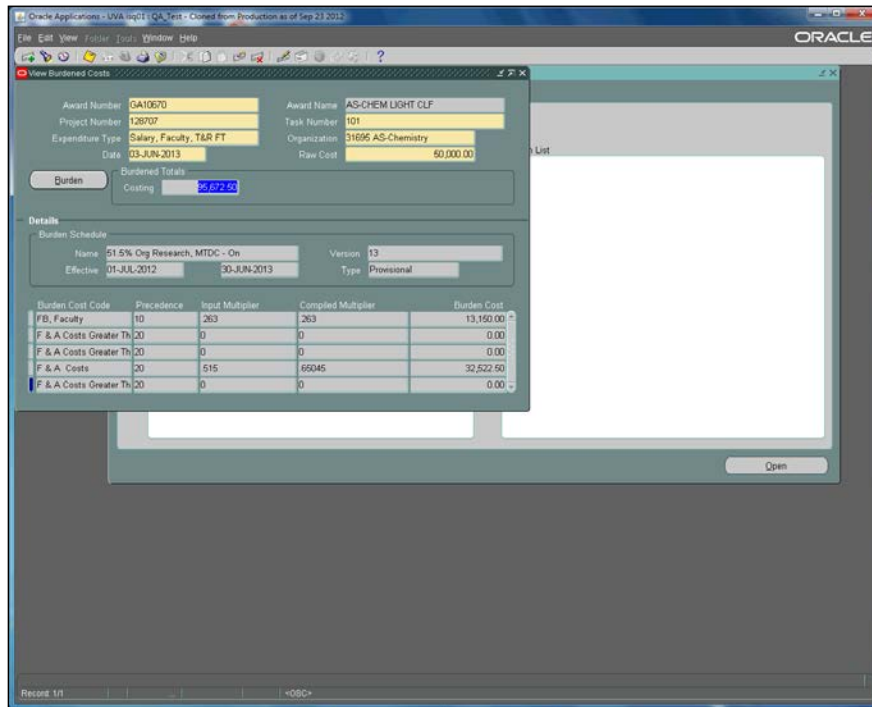 Oracle Applications - UVA isq01 : QA_Test - Cloned from Production as of Sep 23 2012
File Edit View Folder Tools Window Help
ORACLE
View Burdened Costs
Award Number GA10670 Award Name AS-CHEM LIGHT CLF
Project Number 128707 Task Number 101
Expenditure Type Salary, Faculty, T&R FT Organization 31695 AS-Chemistry
Date 03-JUN-2013 Raw Cost 50,000.00
List
Burden
Burdened Totals
Costing 95,672.50
Details
Burden Schedule
Name 51.5% Org Research, MTDC - On Version 13
Effective 01-JUL-2012 30-JUN-2013 Type Provisional
Burden Cost Code Precedence Input Multiplier Compiled Multiplier Burden Cost
FB, Faculty 10 .263 .263 13,150.00
F & A Costs Greater Th 20 0 0 0.00
F & A Costs Greater Th 20 0 0 0.00
F & A Costs 20 .515 .65045 32,522.50
F & A Costs Greater Th 20 0 0 0.00
Open
Record: 1/1 ... <OSC>